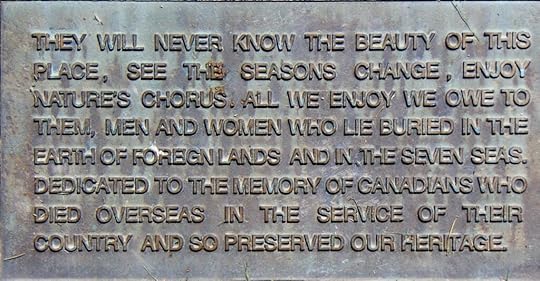 THEY WILL NEVER KNOW THE BEAUTY OF THIS
PLACE, SEE THE SEASONS CHANGE, ENJOY
NATURE'S CHORUS. ALL WE ENJOY WE OWE TO
THEM, MEN AND WOMEN WHO LIE BURIED IN THE
EARTH OF FOREIGN LANDS AND IN THE SEVEN SEAS.
DEDICATED TO THE MEMORY OF CANADIANS WHO
DIED OVERSEAS IN THE SERVICE OF THEIR
COUNTRY AND SO PRESERVED OUR HERITAGE.